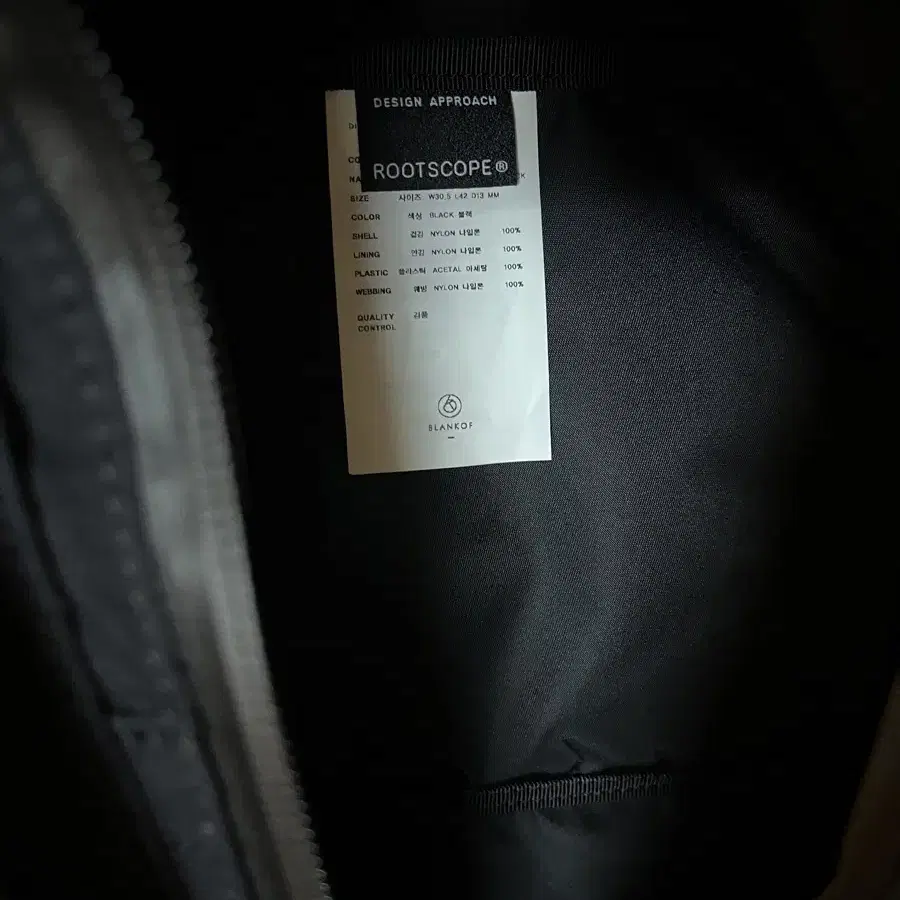 DESIGN APPROACH
ROOTSCOPE®
SIZE 사이즈 W30.5 L42 D13 MM
COLOR 색상 BLACK 블랙
SHELL 겉감 NYLON 나일론 100%
LINING 안감 NYLON 나일론 100%
PLASTIC 플라스틱 ACETAL 아세탈 100%
WEBBING 웨빙 NYLON 나일론 100%
QUALITY 검품
CONTROL
BLANKOF